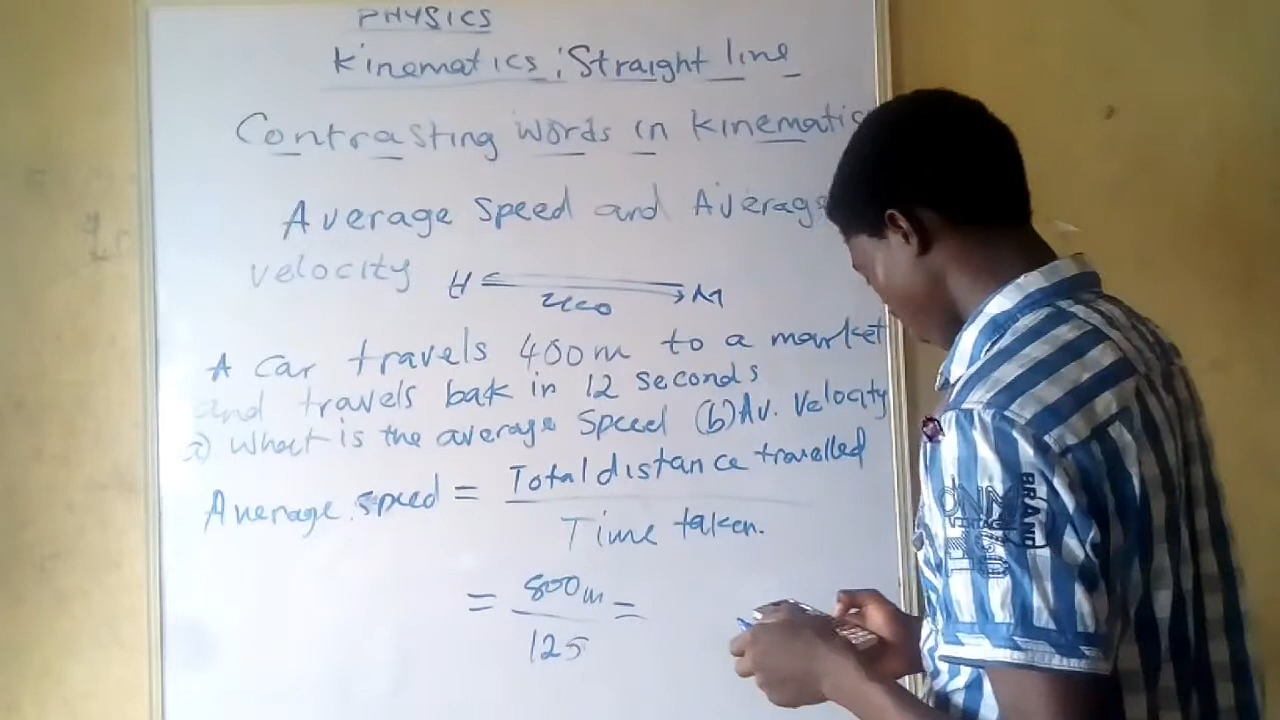 PHYSICS
Kinematics; Straight line
Contrasting words in kinematics
Average Speed and Average
velocity H M
400
A car travels 400m to a market
and travels bak in 12 seconds
a) What is the average Speed (b) Av. Velocity
Average speed = Total distance travelled
Time taken.
= 800m =
12s
BRAND